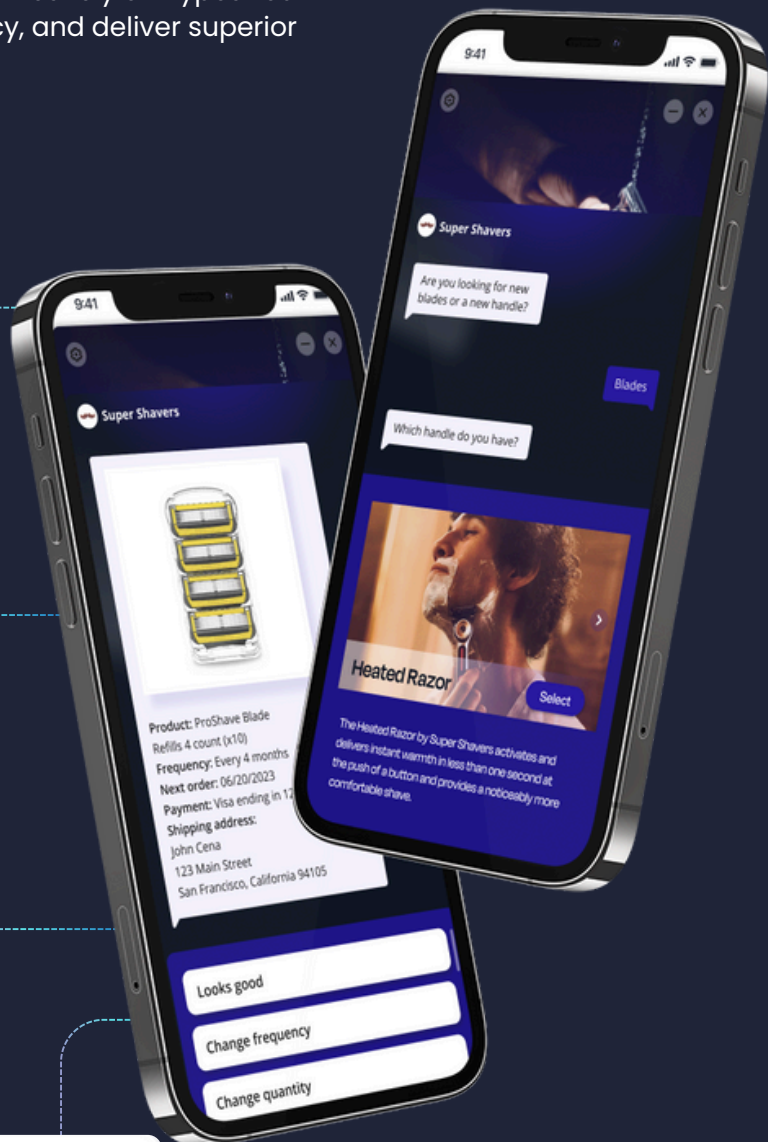 cy, and deliver superior
9:41
Super Shavers
Product: ProShave Blade
Refills 4 count (x10)
Frequency: Every 4 months
Next order: 06/20/2023
Payment: Visa ending in 12
Shipping address:
John Cena
123 Main Street
San Francisco, California 94105
Looks good
Change frequency
Change quantity
9:41
Super Shavers
Are you looking for new
blades or a new handle?
Blades
Which handle do you have?
Heated Razor
Select
The Heated Razor by Super Shavers activates and
delivers instant warmth in less than one second at
the push of a button and provides a noticeably more
comfortable shave.